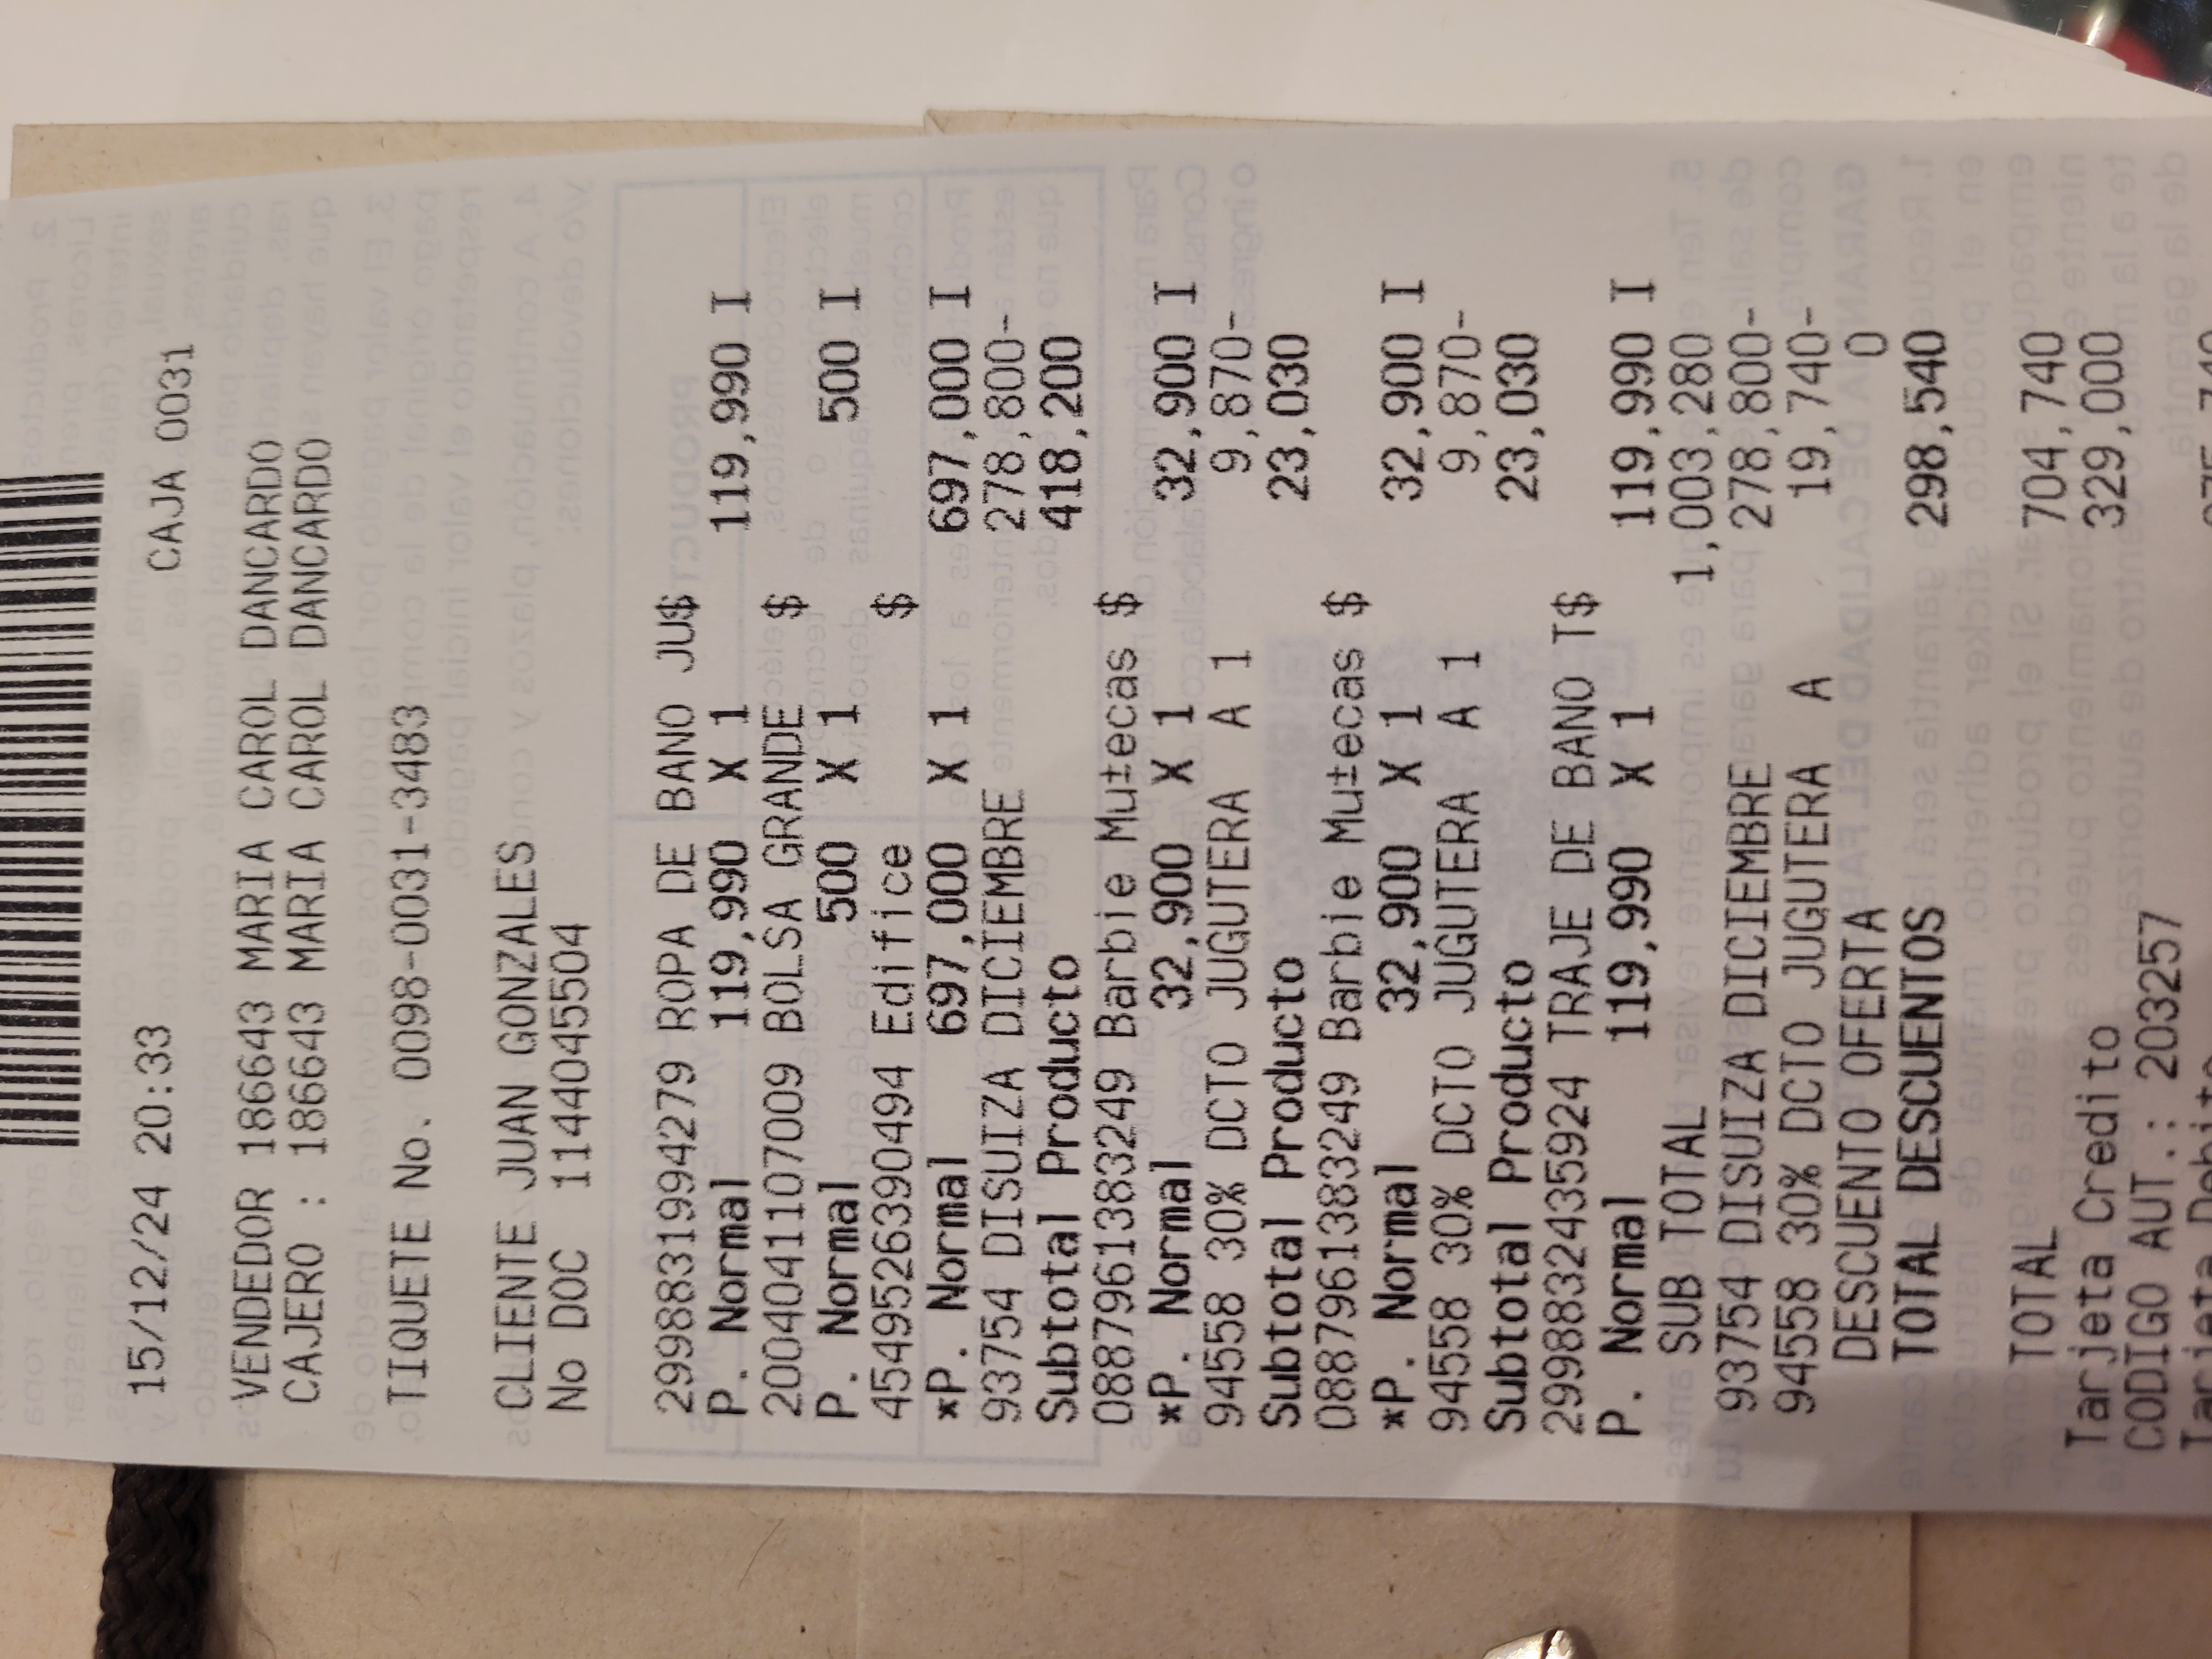 15/12/24 20:33 CAJA 0031
VENDEDOR 186643 MARIA CAROL DANCARDO
CAJERO : 186643 MARIA CAROL DANCARDO
TIQUETE No. 0098-0031-3483
CLIENTE JUAN GONZALES
No DOC 1144045504
2998831994279 ROPA DE BANO JU$
P. Normal 119,990 X 1 119,990 I
2004041107009 BOLSA GRANDE $
P. Normal 500 X 1 500 I
4549526390494 Edifice $
*P. Normal 697,000 X 1 697,000 I
93754 DISUIZA DICIEMBRE 278,800-
Subtotal Producto 418,200
0887961383249 Barbie Mu±ecas $
*P. Normal 32,900 X 1 32,900 I
94558 30% DCTO JUGUTERA A 1 9,870-
Subtotal Producto 23,030
0887961383249 Barbie Mu±ecas $
*P. Normal 32,900 X 1 32,900 I
94558 30% DCTO JUGUTERA A 1 9,870-
Subtotal Producto 23,030
2998832435924 TRAJE DE BANO T$
P. Normal 119,990 X 1 119,990 I
SUB TOTAL 1,003,280
93754 DISUIZA DICIEMBRE 278,800-
94558 30% DCTO JUGUTERA A 19,740-
DESCUENTO OFERTA 0
TOTAL DESCUENTOS 298,540
TOTAL 704,740
Tarjeta Credito 329,000
CODIGO AUT.: 203257
Tarjeta Debito